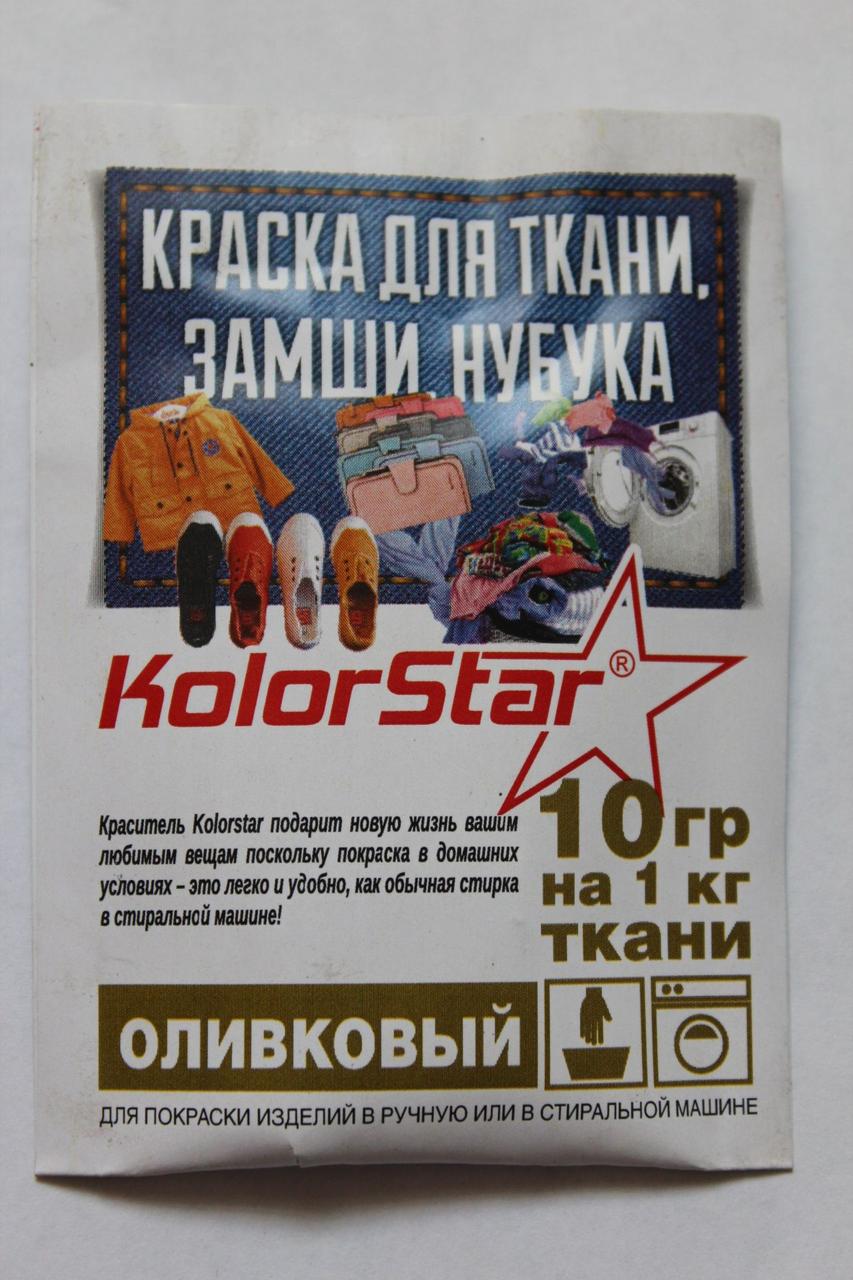 КРАСКА ДЛЯ ТКАНИ,
ЗАМШИ НУБУКА
KolorStar®
Краситель Kolorstar подарит новую жизнь вашим
любимым вещам поскольку покраска в домашних
условиях – это легко и удобно, как обычная стирка
в стиральной машине!
10 гр
на 1 кг
ткани
ОЛИВКОВЫЙ
ДЛЯ ПОКРАСКИ ИЗДЕЛИЙ В РУЧНУЮ ИЛИ В СТИРАЛЬНОЙ МАШИНЕ